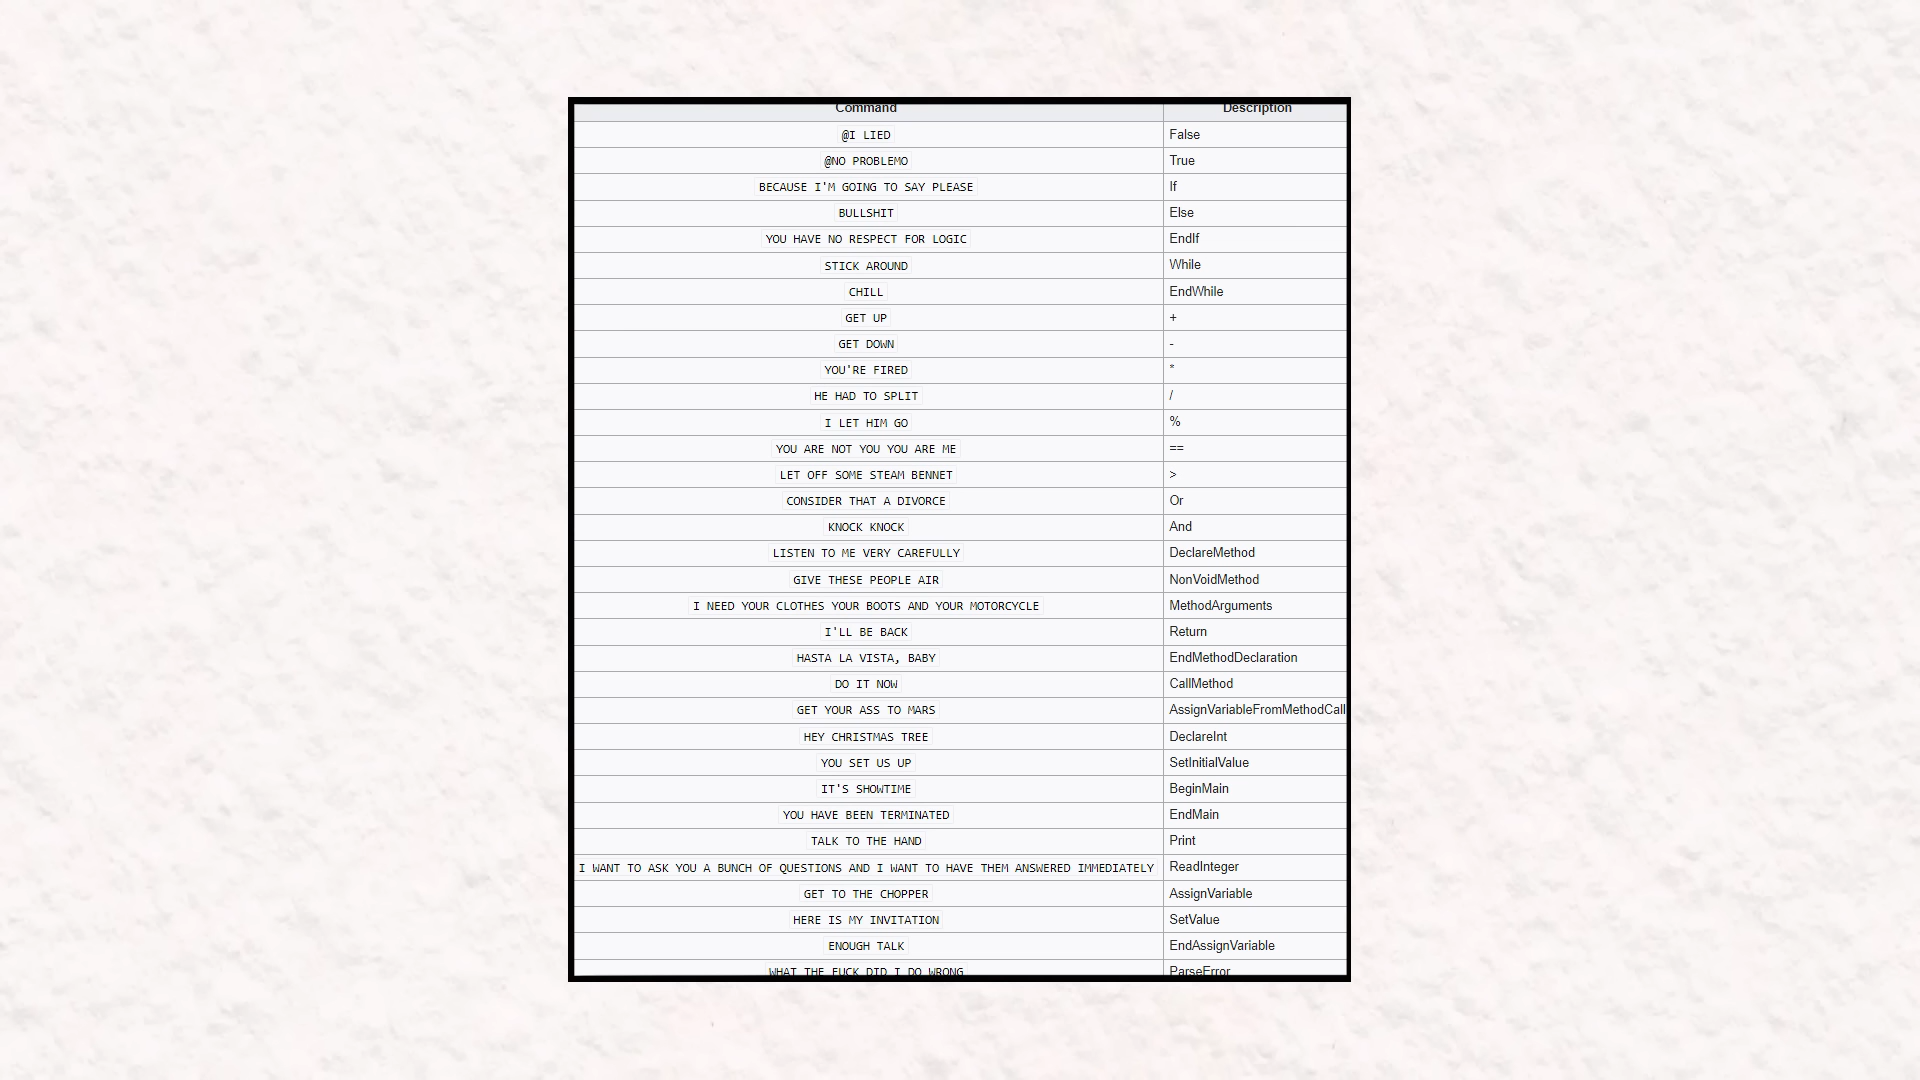 Command Description
@I LIED False
@NO PROBLEMO True
BECAUSE I'M GOING TO SAY PLEASE If
BULLSHIT Else
YOU HAVE NO RESPECT FOR LOGIC EndIf
STICK AROUND While
CHILL EndWhile
GET UP +
GET DOWN -
YOU'RE FIRED *
HE HAD TO SPLIT /
I LET HIM GO %
YOU ARE NOT YOU YOU ARE ME ==
LET OFF SOME STEAM BENNET >
CONSIDER THAT A DIVORCE Or
KNOCK KNOCK And
LISTEN TO ME VERY CAREFULLY DeclareMethod
GIVE THESE PEOPLE AIR NonVoidMethod
I NEED YOUR CLOTHES YOUR BOOTS AND YOUR MOTORCYCLE MethodArguments
I'LL BE BACK Return
HASTA LA VISTA, BABY EndMethodDeclaration
DO IT NOW CallMethod
GET YOUR ASS TO MARS AssignVariableFromMethodCall
HEY CHRISTMAS TREE DeclareInt
YOU SET US UP SetInitialValue
IT'S SHOWTIME BeginMain
YOU HAVE BEEN TERMINATED EndMain
TALK TO THE HAND Print
I WANT TO ASK YOU A BUNCH OF QUESTIONS AND I WANT TO HAVE THEM ANSWERED IMMEDIATELY ReadInteger
GET TO THE CHOPPER AssignVariable
HERE IS MY INVITATION SetValue
ENOUGH TALK EndAssignVariable
WHAT THE FUCK DID I DO WRONG ParseError